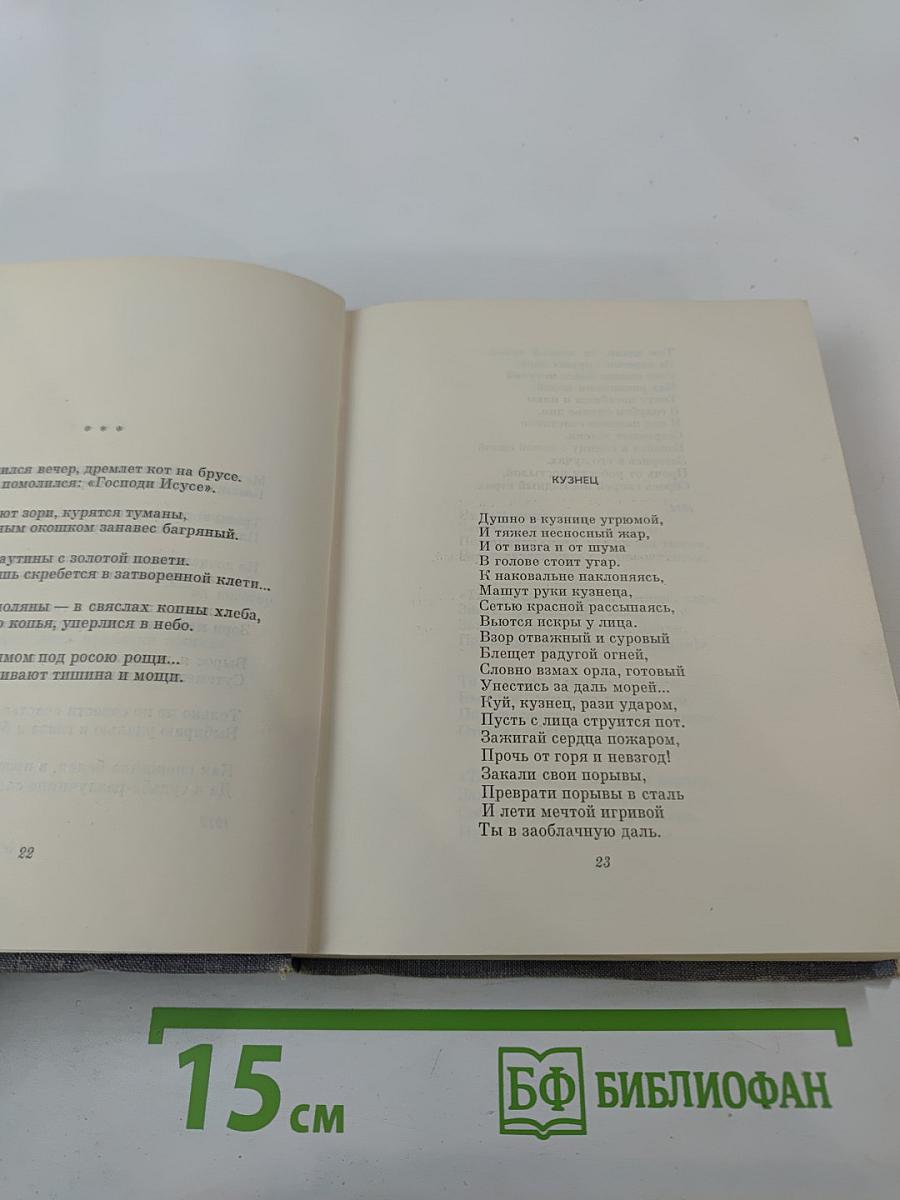 * * *
ился вечер, дремлет кот на брусе.
помолился: «Господи Исусе».
ют зори, курятся туманы,
ным окошком занавес багряный.
аутины с золотой повети.
шь скребется в затворенной клети...
оляны — в свяслах копны хлеба,
о копья, уперлися в небо.
ымом под росою рощи...
ивают тишина и мощи.
22
КУЗНЕЦ
Душно в кузнице угрюмой,
И тяжел несносный жар,
И от визга и от шума
В голове стоит угар.
К наковальне наклоняясь,
Машут руки кузнеца,
Сетью красной рассыпаясь,
Вьются искры у лица.
Взор отважный и суровый
Блещет радугой огней,
Словно взмах орла, готовый
Унестись за даль морей...
Куй, кузнец, рази ударом,
Пусть с лица струится пот.
Зажигай сердца пожаром,
Прочь от горя и невзгод!
Закали свои порывы,
Преврати порывы в сталь
И лети мечтой игривой
Ты в заоблачную даль.
23
15 см
БФ БИБЛИОФАН